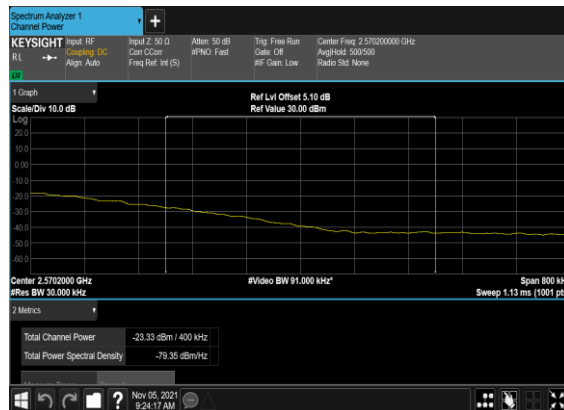 Spectrum Analyzer 1
Channel Power
+
KEYSIGHT Input: RF Input Z: 50 Ω Atten: 50 dB Trig: Free Run Center Freq: 2.570200000 GHz
RL Coupling: DC Corr CCorr #PNO: Fast Gate: Off Avg|Hold: 500/500
Align: Auto Freq Ref: Int (S) #IF Gain: Low Radio Std: None
1 Graph
Ref Lvl Offset 5.10 dB
Scale/Div 10.0 dB Ref Value 30.00 dBm
Log
20.0
10.0
0.00
-10.0
-20.0
-30.0
-40.0
-50.0
-60.0
Center 2.5702000 GHz #Video BW 91.000 kHz* Span 800 kH
#Res BW 30.000 kHz Sweep 1.13 ms (1001 pt
2 Metrics
Total Channel Power -23.33 dBm / 400 kHz
Total Power Spectral Density -79.35 dBm/Hz
? Nov 05, 2021
9:24:17 AM